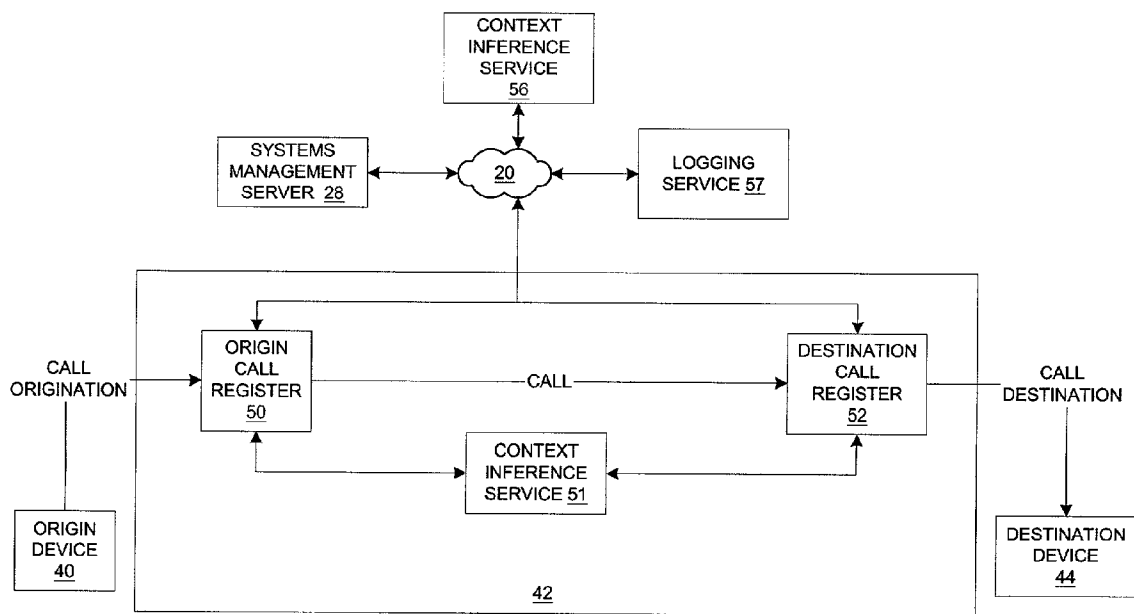 CONTEXT
INFERENCE
SERVICE
56
SYSTEMS
MANAGEMENT
SERVER 28
20
LOGGING
SERVICE 57
CALL
ORIGINATION
ORIGIN
CALL
REGISTER
50
CALL
DESTINATION
CALL
REGISTER
52
CALL
DESTINATION
CONTEXT
INFERENCE
SERVICE 51
ORIGIN
DEVICE
40
DESTINATION
DEVICE
44
42